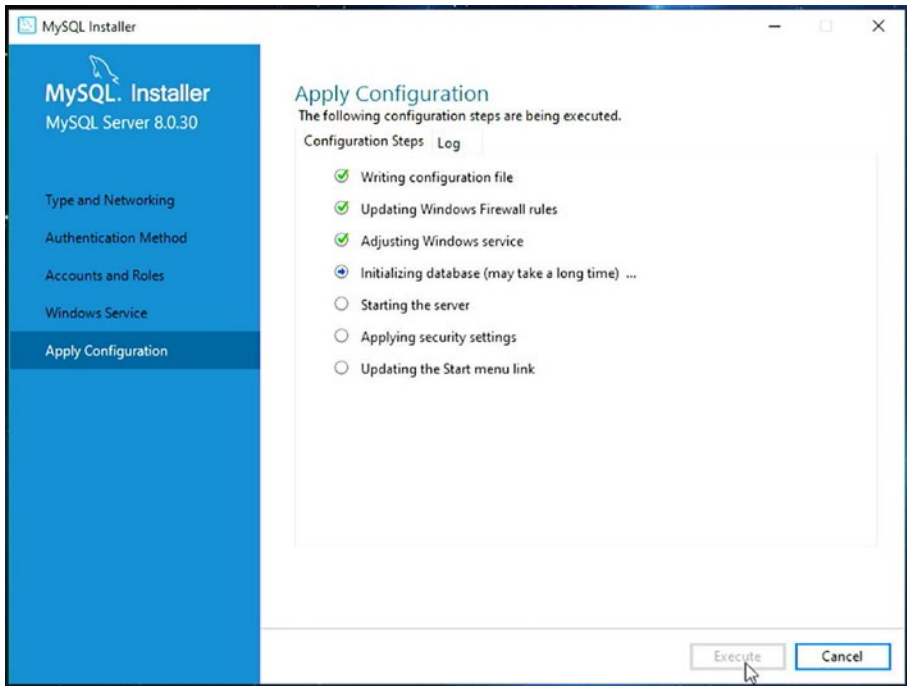 MySQL Installer
MySQL. Installer
MySQL Server 8.0.30
Type and Networking
Authentication Method
Accounts and Roles
Windows Service
Apply Configuration
Apply Configuration
The following configuration steps are being executed.
Configuration Steps Log
Writing configuration file
Updating Windows Firewall rules
Adjusting Windows service
Initializing database (may take a long time) ...
Starting the server
Applying security settings
Updating the Start menu link
Execute Cancel